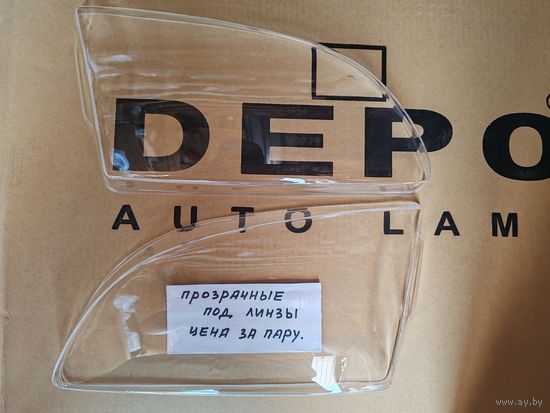 DEPO
AUTO LAM
ПРОЗРАЧНЫЕ
ПОД ЛИНЗЫ
ЦЕНА ЗА ПАРУ.
www.ay.by